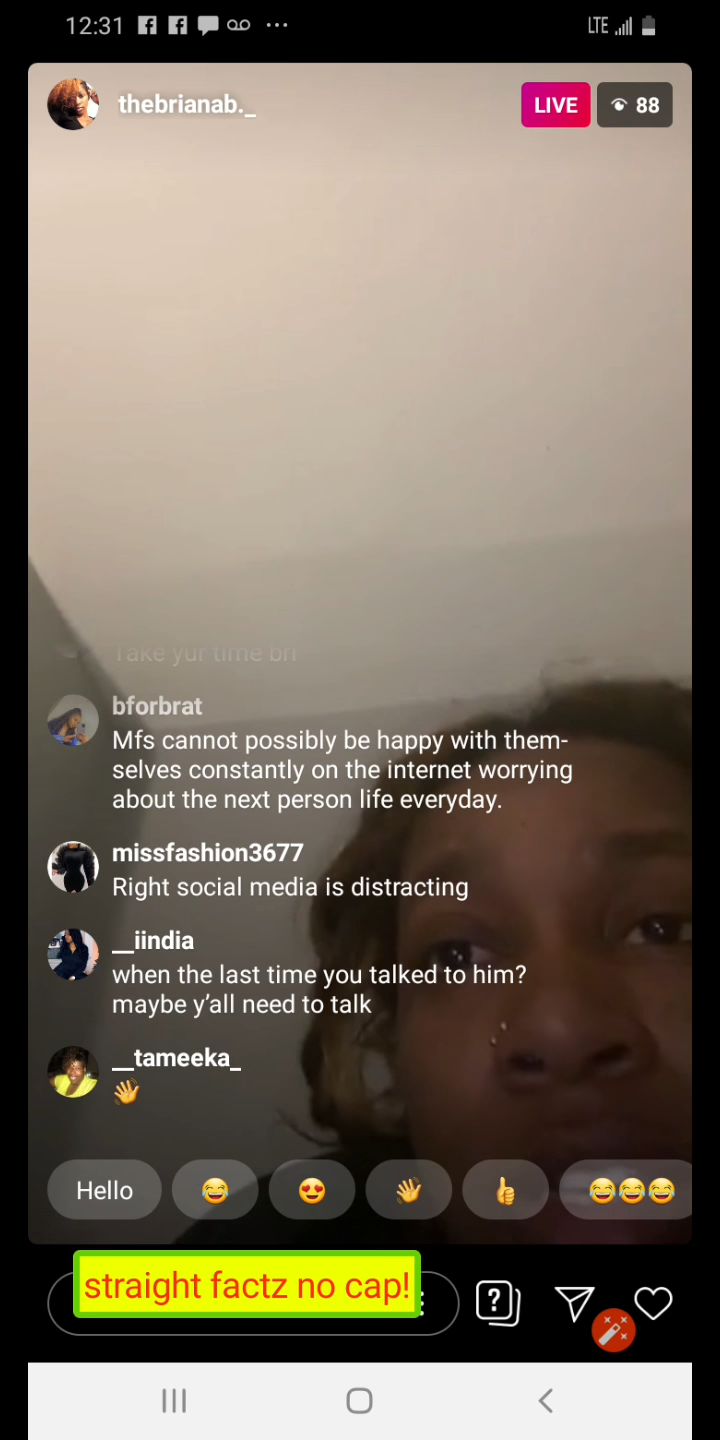 12:31
LTE
thebrianab._
LIVE
88
Take yur time bh
bforbrat
Mfs cannot possibly be happy with them-
selves constantly on the internet worrying
about the next person life everyday.
missfashion3677
Right social media is distracting
__iindia
when the last time you talked to him?
maybe y'all need to talk
__tameeka_
👋
Hello 😂 😍 👋 👍 😂😂😂
straight factz no cap!